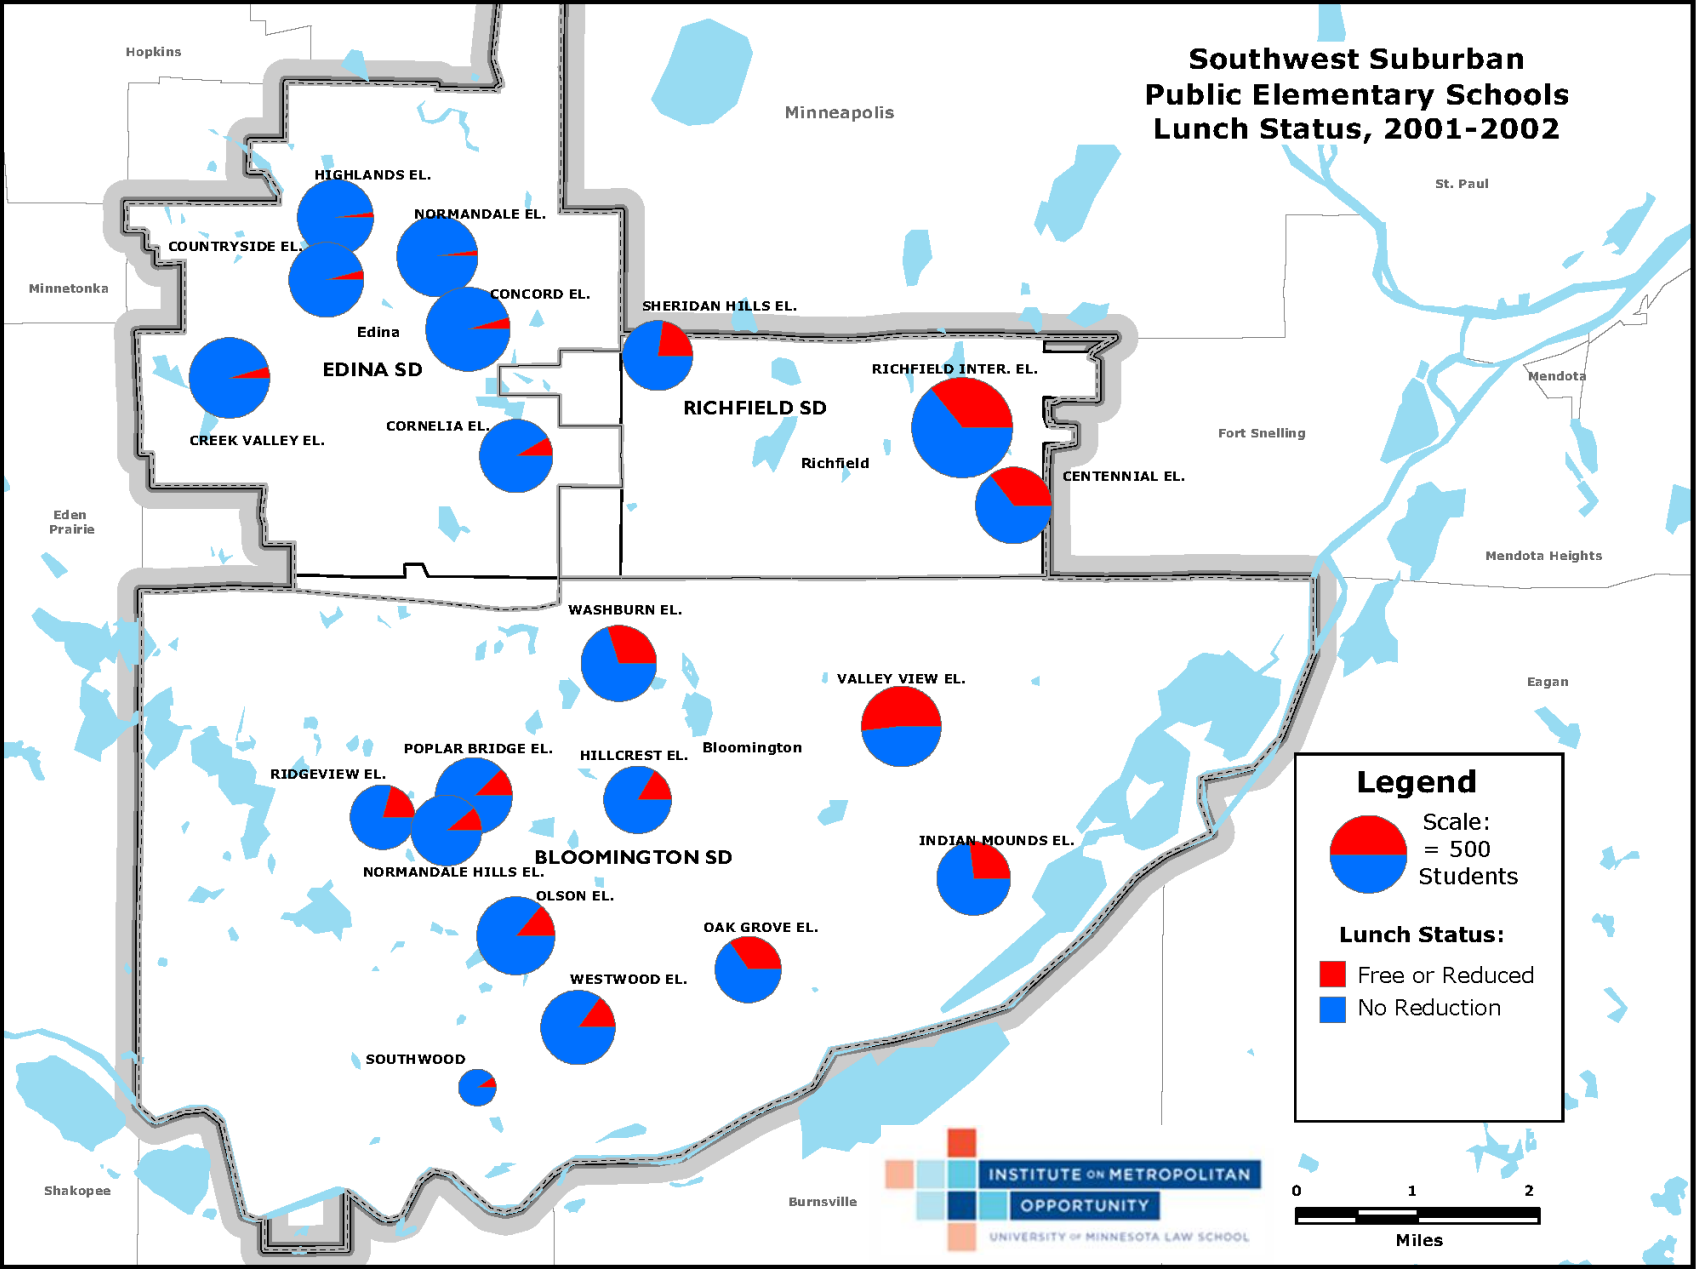 Southwest Suburban
Public Elementary Schools
Lunch Status, 2001-2002
Hopkins
Minneapolis
St. Paul
HIGHLANDS EL.
NORMANDALE EL.
COUNTRYSIDE EL.
Minnetonka
CONCORD EL.
SHERIDAN HILLS EL.
Edina
EDINA SD
RICHFIELD INTER. EL.
Mendota
RICHFIELD SD
CORNELIA EL.
Fort Snelling
CREEK VALLEY EL.
Richfield
CENTENNIAL EL.
Eden
Prairie
Mendota Heights
WASHBURN EL.
VALLEY VIEW EL.
Eagan
POPLAR BRIDGE EL.
Bloomington
HILLCREST EL.
RIDGEVIEW EL.
INDIAN MOUNDS EL.
BLOOMINGTON SD
NORMANDALE HILLS EL.
OLSON EL.
OAK GROVE EL.
WESTWOOD EL.
SOUTHWOOD
Legend
Scale:
= 500
Students
Lunch Status:
Free or Reduced
No Reduction
Shakopee
Burnsville
INSTITUTE ON METROPOLITAN
OPPORTUNITY
UNIVERSITY OF MINNESOTA LAW SCHOOL
0 1 2
Miles